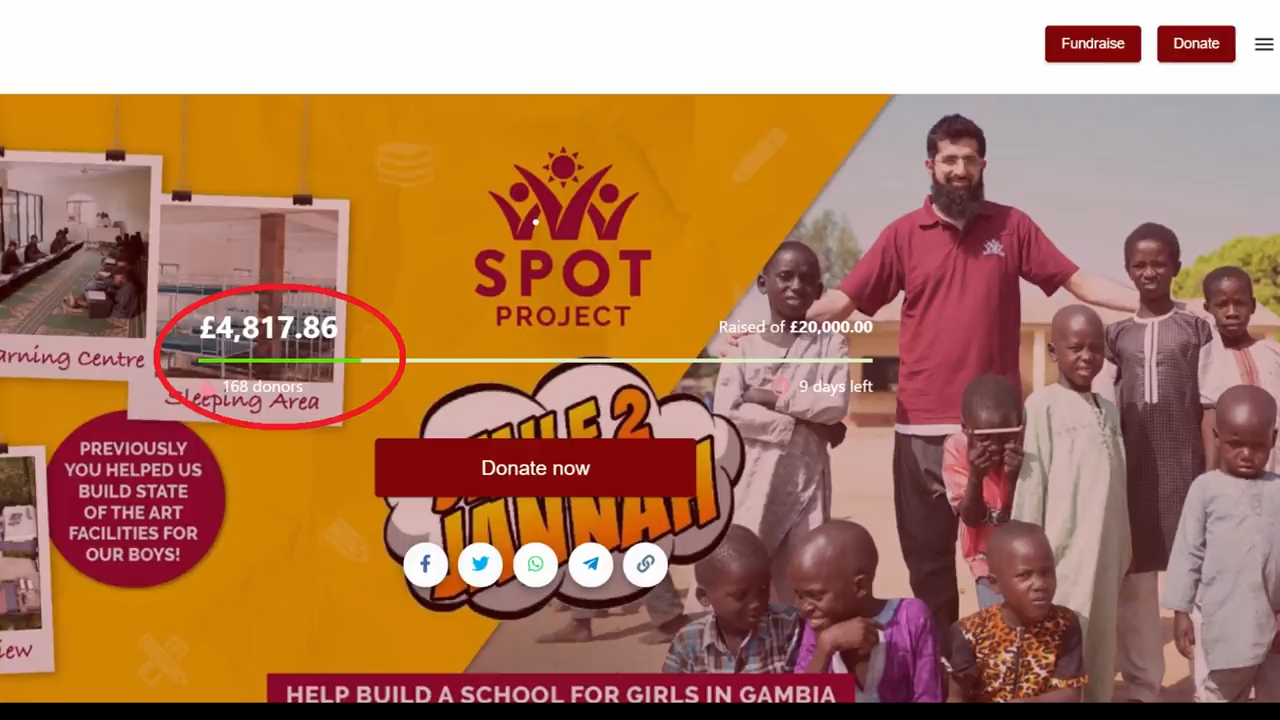 Fundraise
Donate
SPOT
PROJECT
£4,817.86
Raised of £20,000.00
arning Centre
168 donors
9 days left
Sleeping Area
PREVIOUSLY
YOU HELPED US
BUILD STATE
OF THE ART
FACILITIES FOR
OUR BOYS!
Donate now
JANNAH
iew
HELP BUILD A SCHOOL FOR GIRLS IN GAMBIA